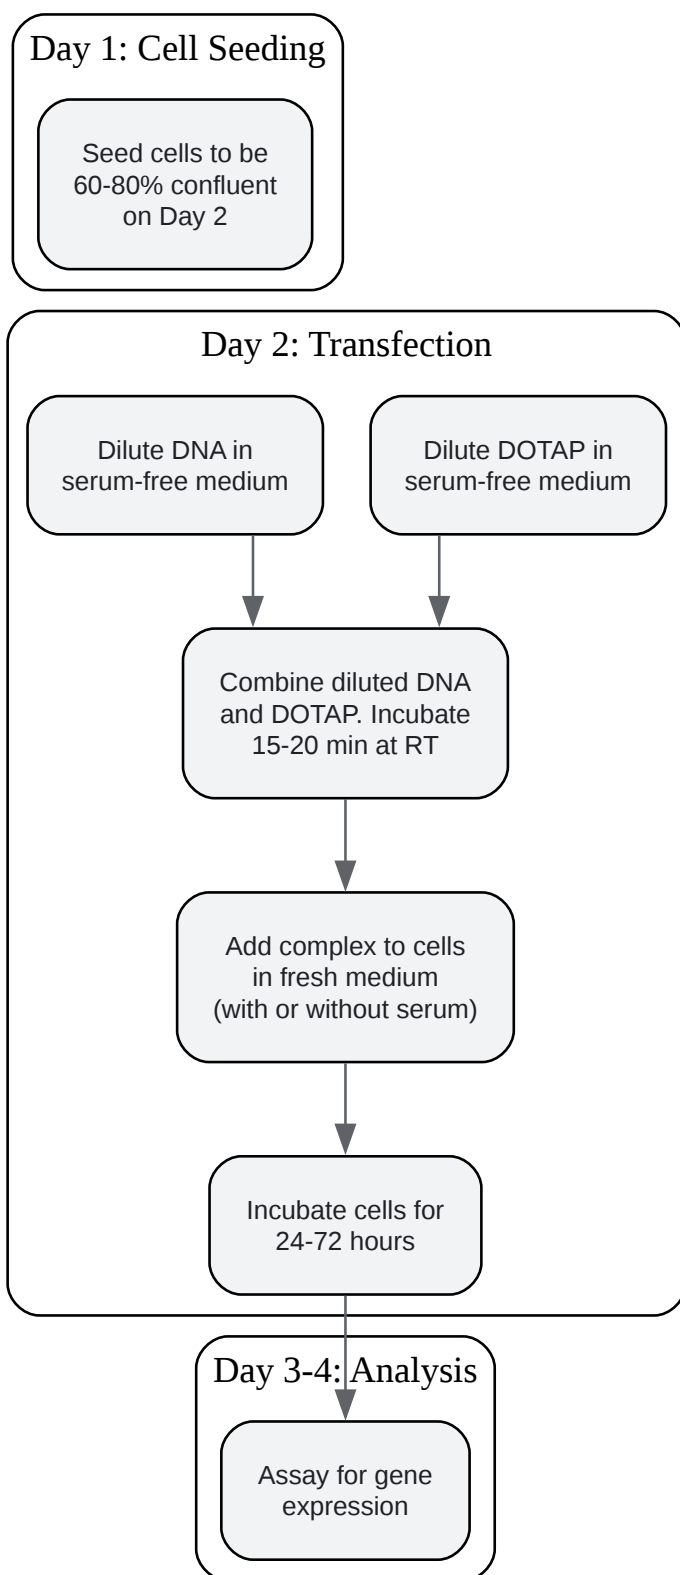 Day 1: Cell Seeding
Seed cells to be
60-80% confluent
on Day 2
Day 2: Transfection
Dilute DNA in
serum-free medium
Dilute DOTAP in
serum-free medium
Combine diluted DNA
and DOTAP. Incubate
15-20 min at RT
Add complex to cells
in fresh medium
(with or without serum)
Incubate cells for
24-72 hours
Day 3-4: Analysis
Assay for gene
expression